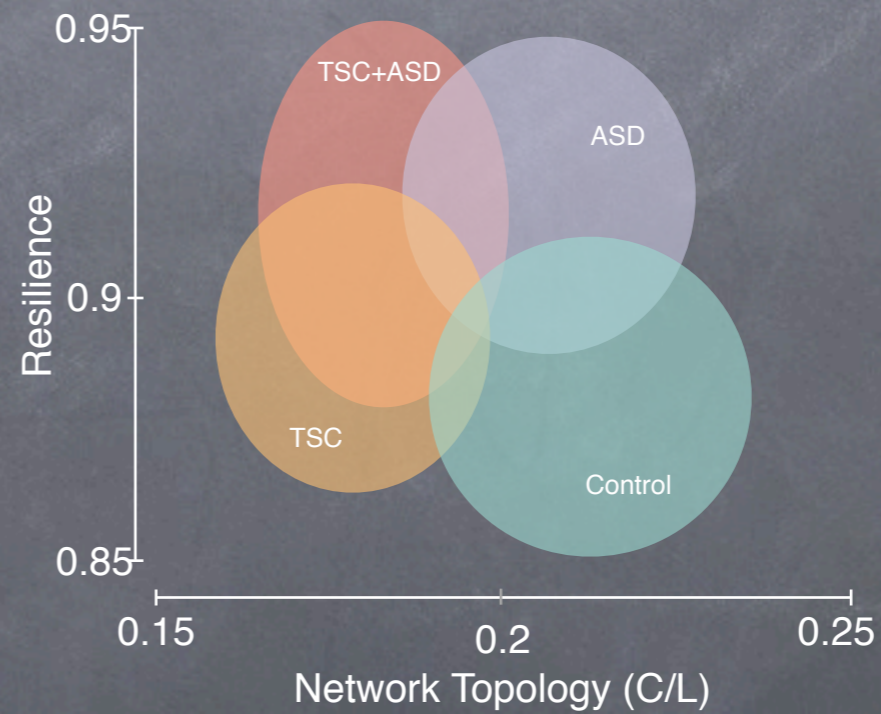 0.95
TSC+ASD
ASD
Resilience
0.9
TSC
Control
0.85
0.15
0.2
0.25
Network Topology (C/L)